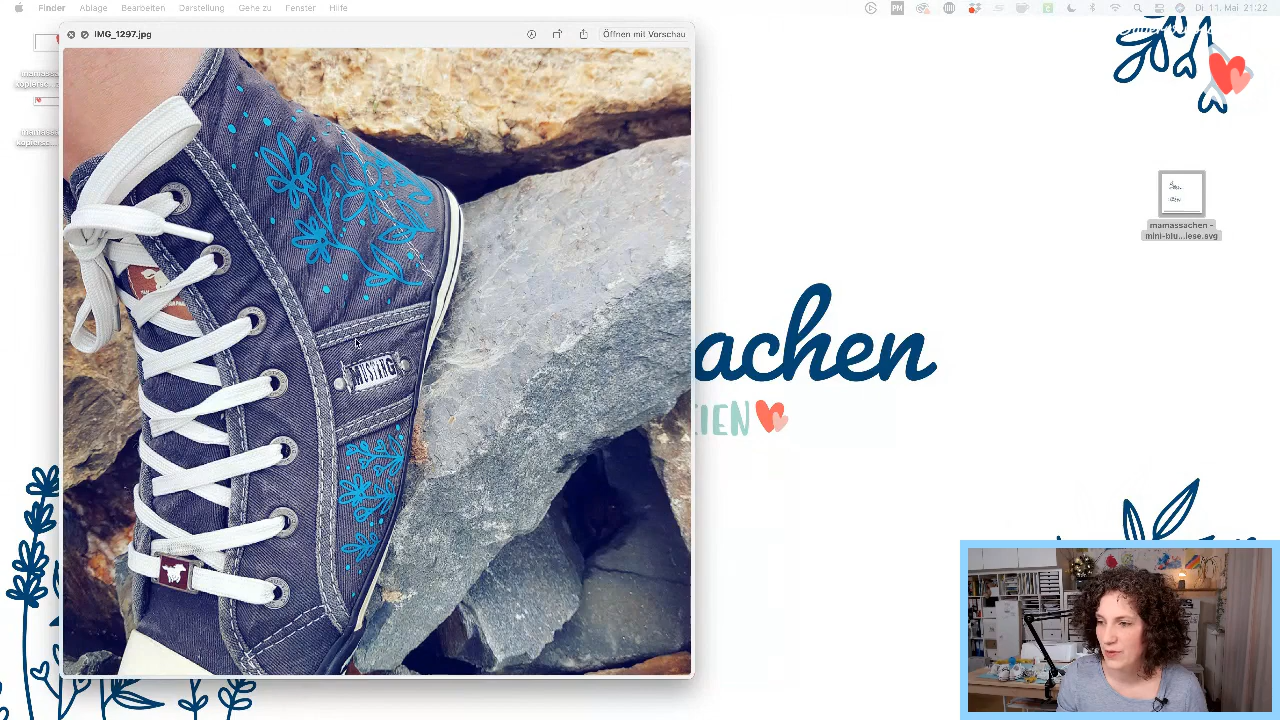 Finder Ablage Bearbeiten Darstellung Gehe zu Fenster Hilfe
Di 11. Mai 21:22
IMG_1297.jpg
Öffnen mit Vorschau
mamassachen -
mini-blu...iese.svg
achen
MUSTANG